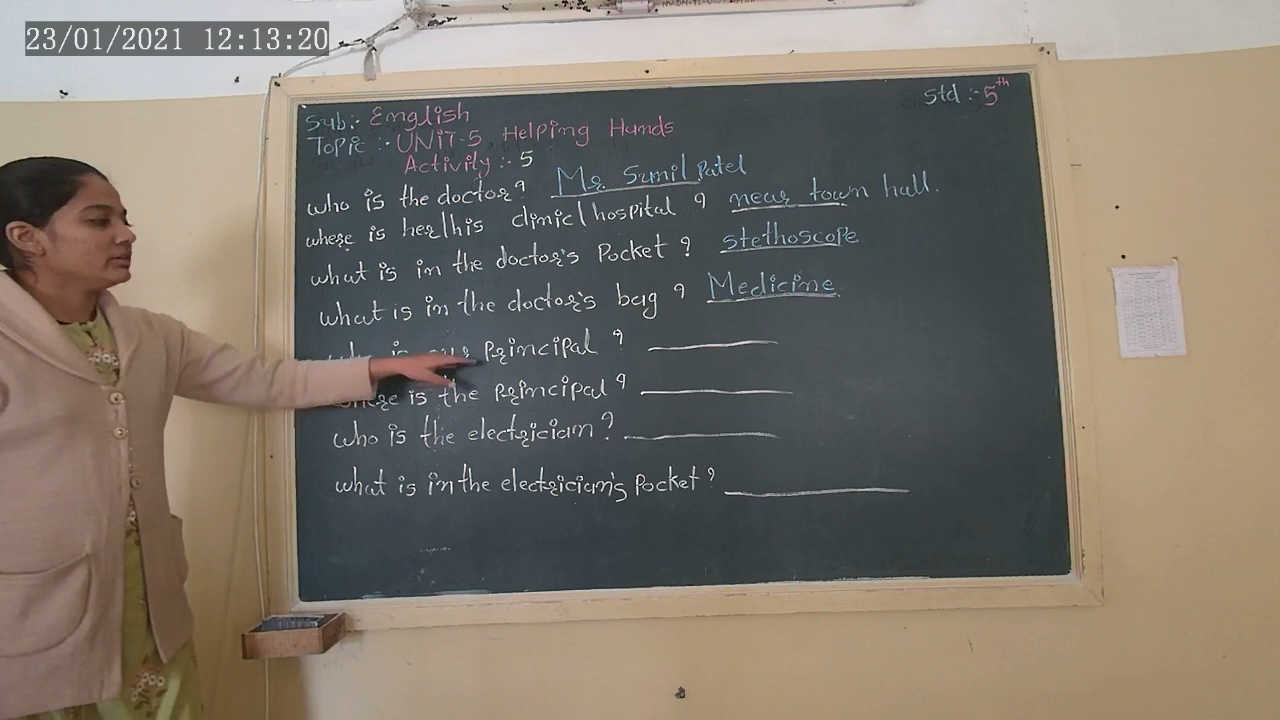 23/01/2021 12:13:20
Std :- 5th
Sub:- English
Topic :- UNIT-5 Helping Hands
Activity :- 5
who is the doctor? Mr Sunil Patel
where is her/his clinic/hospital ? near town hall.
what is in the doctor's Pocket ? stethoscope
what is in the doctor's bag ? Medicine
is our Principal ?
where is the Principal ?
who is the electrician ?
what is in the electrician's Pocket ?